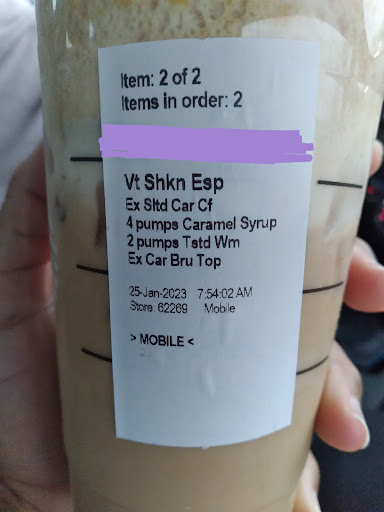 Item: 2 of 2
Items in order: 2
Vt Shkn Esp
Ex Sltd Car Cf
4 pumps Caramel Syrup
2 pumps Tstd Wm
Ex Car Bru Top
25-Jan-2023 7:54:02 AM
Store 62269 Mobile
> MOBILE <